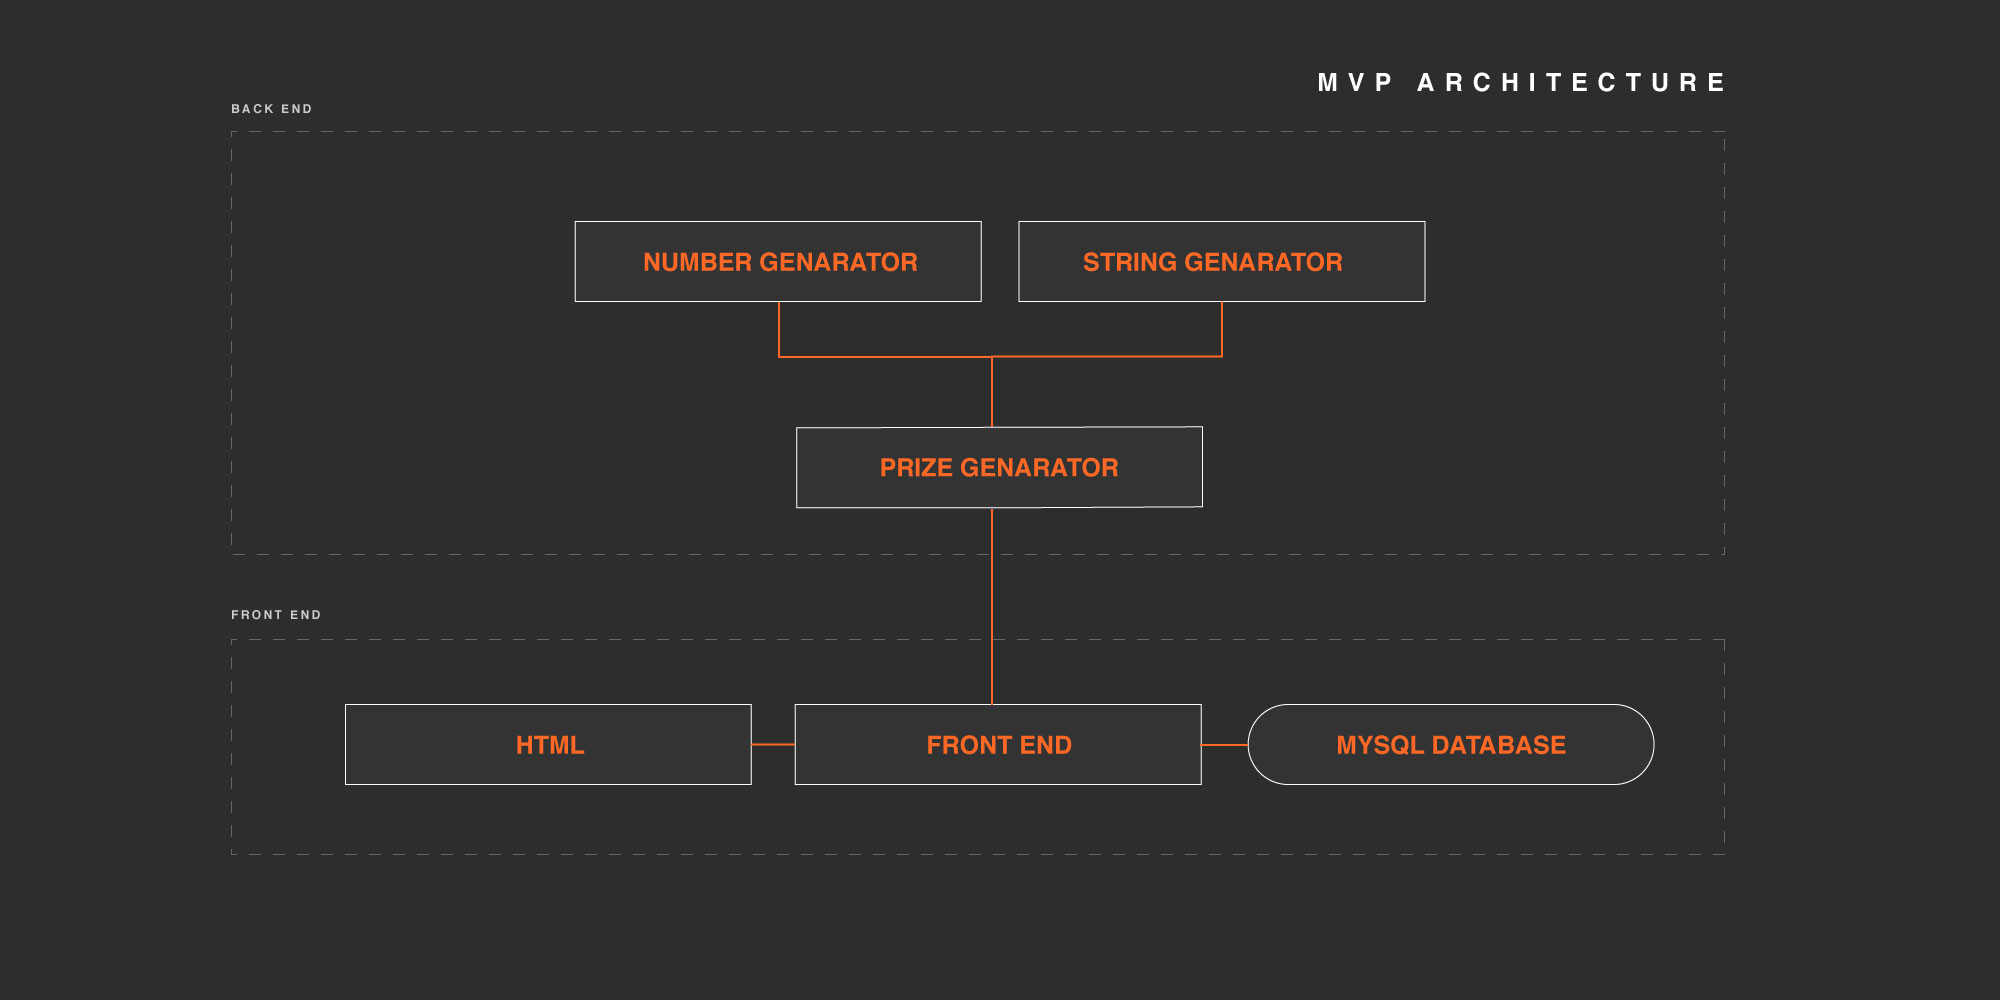 MVP ARCHITECTURE
BACK END
NUMBER GENARATOR
STRING GENARATOR
PRIZE GENARATOR
FRONT END
HTML
FRONT END
MYSQL DATABASE